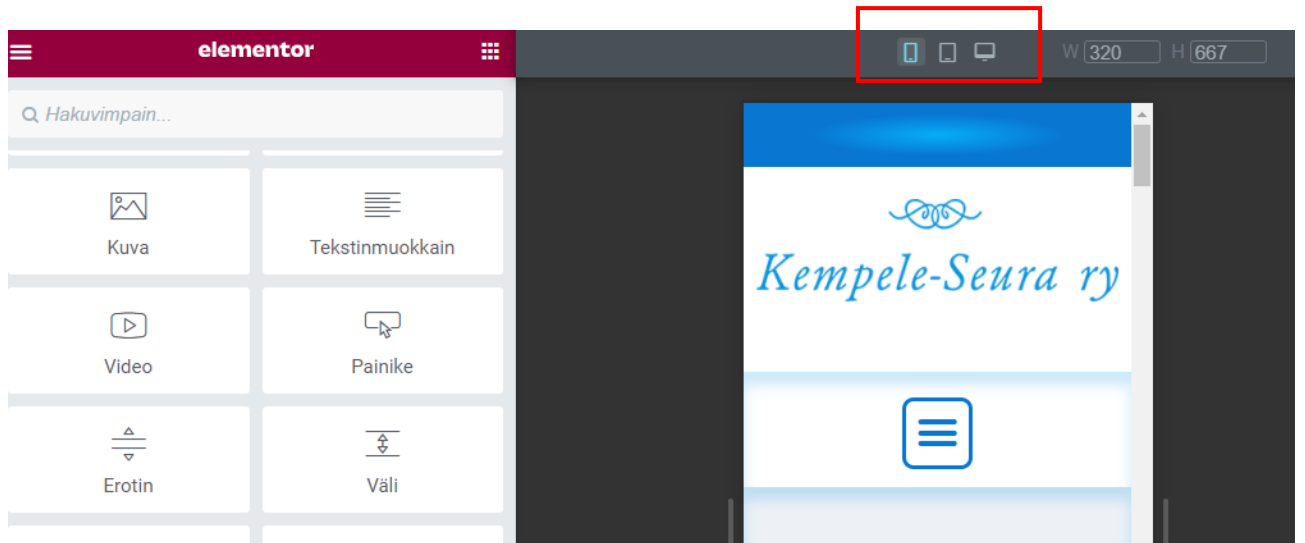 elementor
W 320 H 667
Hakuvimpain...
Kuva
Tekstinmuokkain
Kempele-Seura ry
Video
Painike
Erotin
Väli